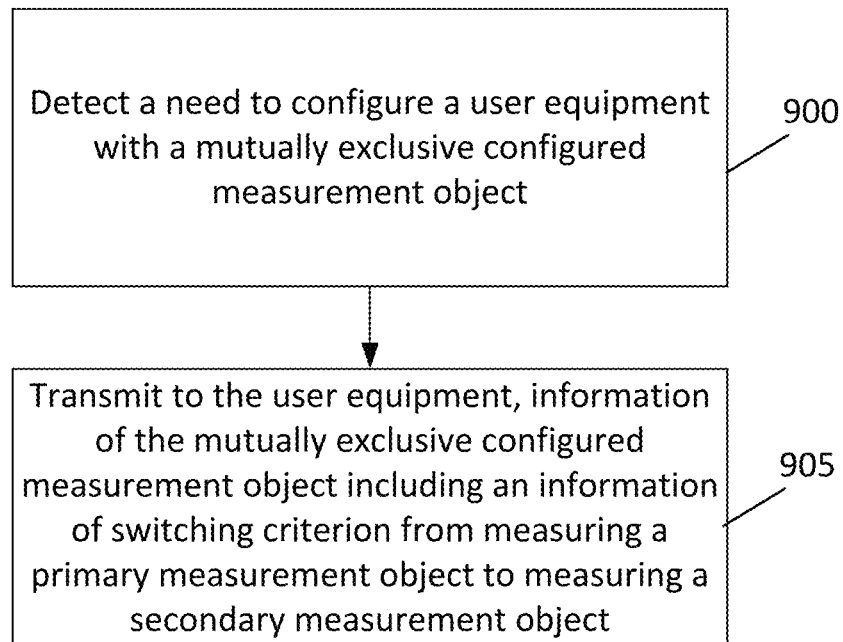 Detect a need to configure a user equipment
with a mutually exclusive configured
measurement object
900
Transmit to the user equipment, information
of the mutually exclusive configured
measurement object including an information
of switching criterion from measuring a
primary measurement object to measuring a
secondary measurement object
905